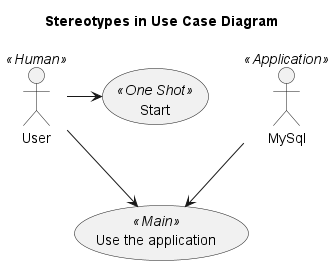 Stereotypes in Use Case Diagram
«Human»
User
«One Shot»
Start
«Application»
MySql
«Main»
Use the application